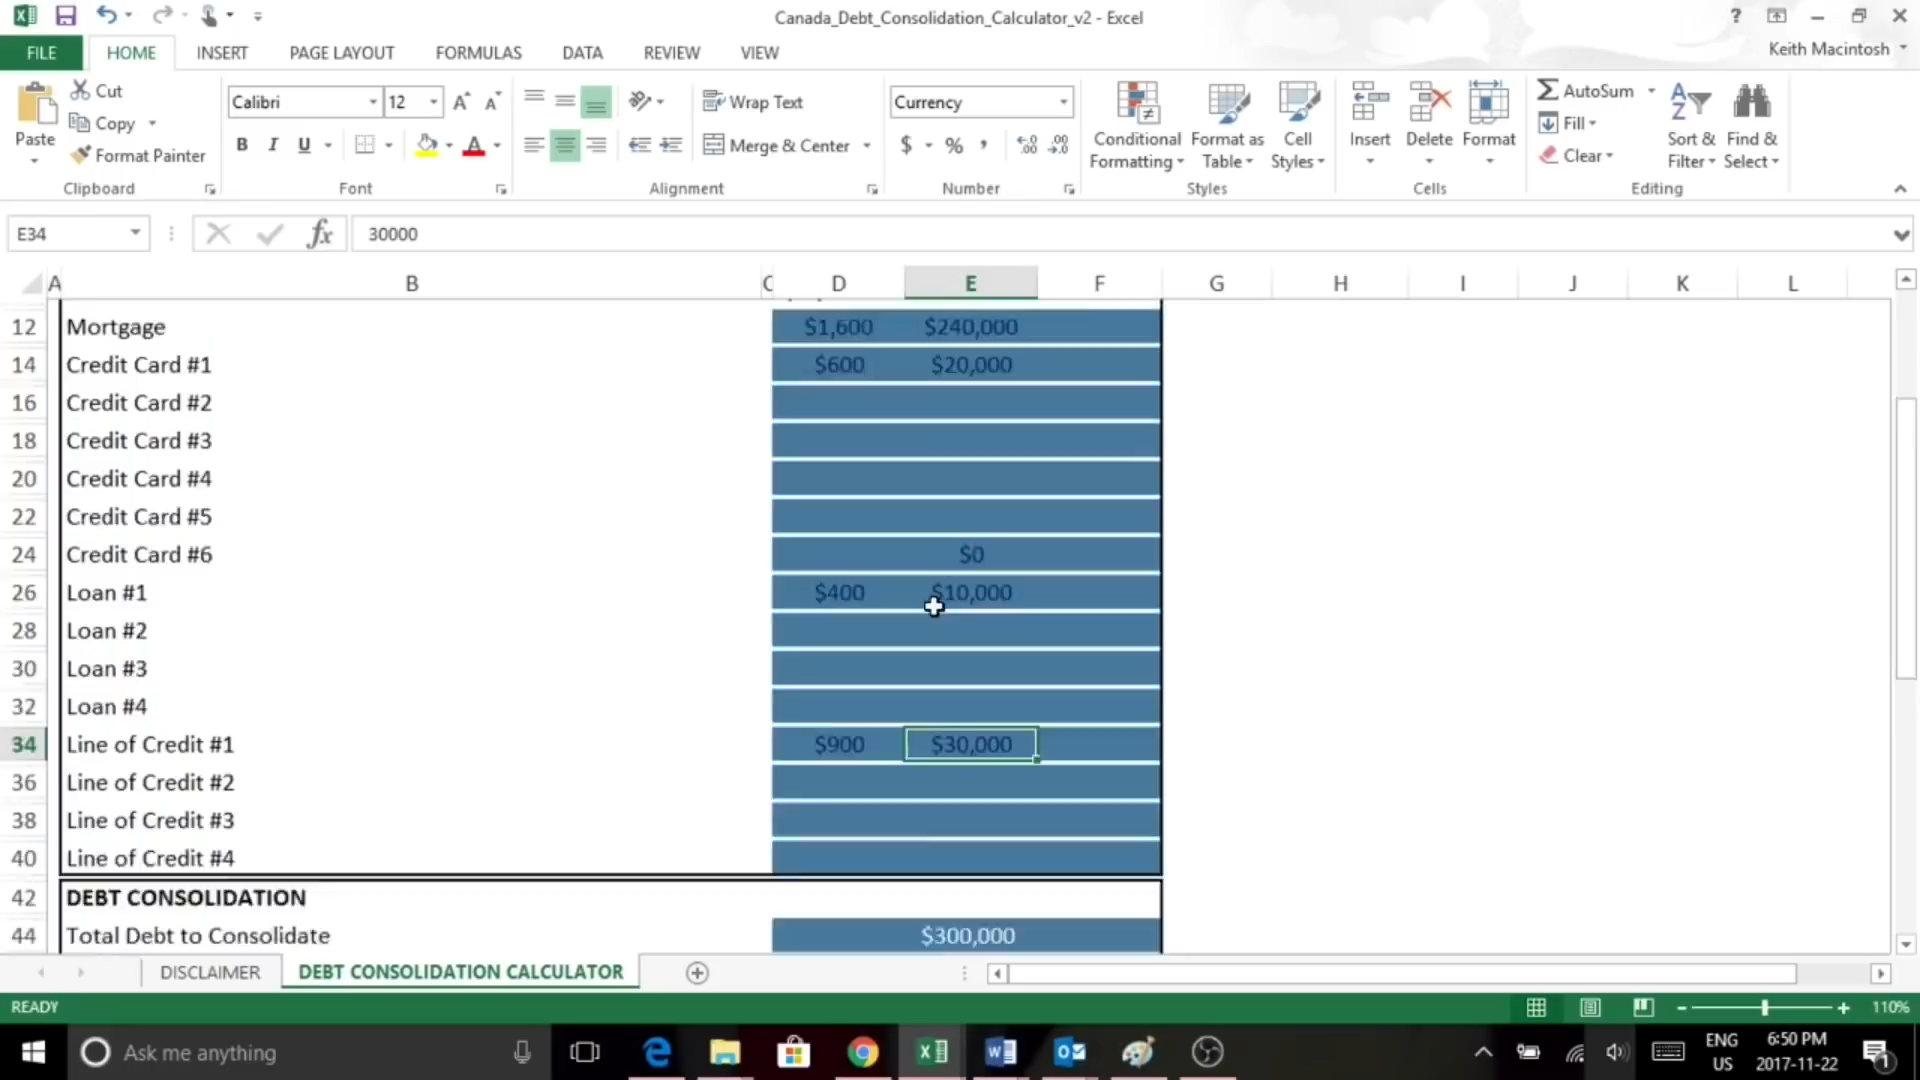 Canada_Debt_Consolidation_Calculator_v2 - Excel
?
FILE HOME INSERT PAGE LAYOUT FORMULAS DATA REVIEW VIEW Keith Macintosh
Paste Cut Copy Format Painter
Calibri 12 B I U
Wrap Text
Merge & Center
Currency
$ %
Conditional Formatting
Format as Table
Cell Styles
Insert Delete Format
AutoSum
Fill
Clear
Sort & Filter
Find & Select
Clipboard Font Alignment Number Styles Cells Editing
E34 fx 30000
A B C D E F G H I J K L
12 Mortgage $1,600 $240,000
14 Credit Card #1 $600 $20,000
16 Credit Card #2
18 Credit Card #3
20 Credit Card #4
22 Credit Card #5
24 Credit Card #6 $0
26 Loan #1 $400 $10,000
28 Loan #2
30 Loan #3
32 Loan #4
34 Line of Credit #1 $900 $30,000
36 Line of Credit #2
38 Line of Credit #3
40 Line of Credit #4
42 DEBT CONSOLIDATION
44 Total Debt to Consolidate $300,000
DISCLAIMER DEBT CONSOLIDATION CALCULATOR
READY 110%
Ask me anything
ENG
US
6:50 PM
2017-11-22
1